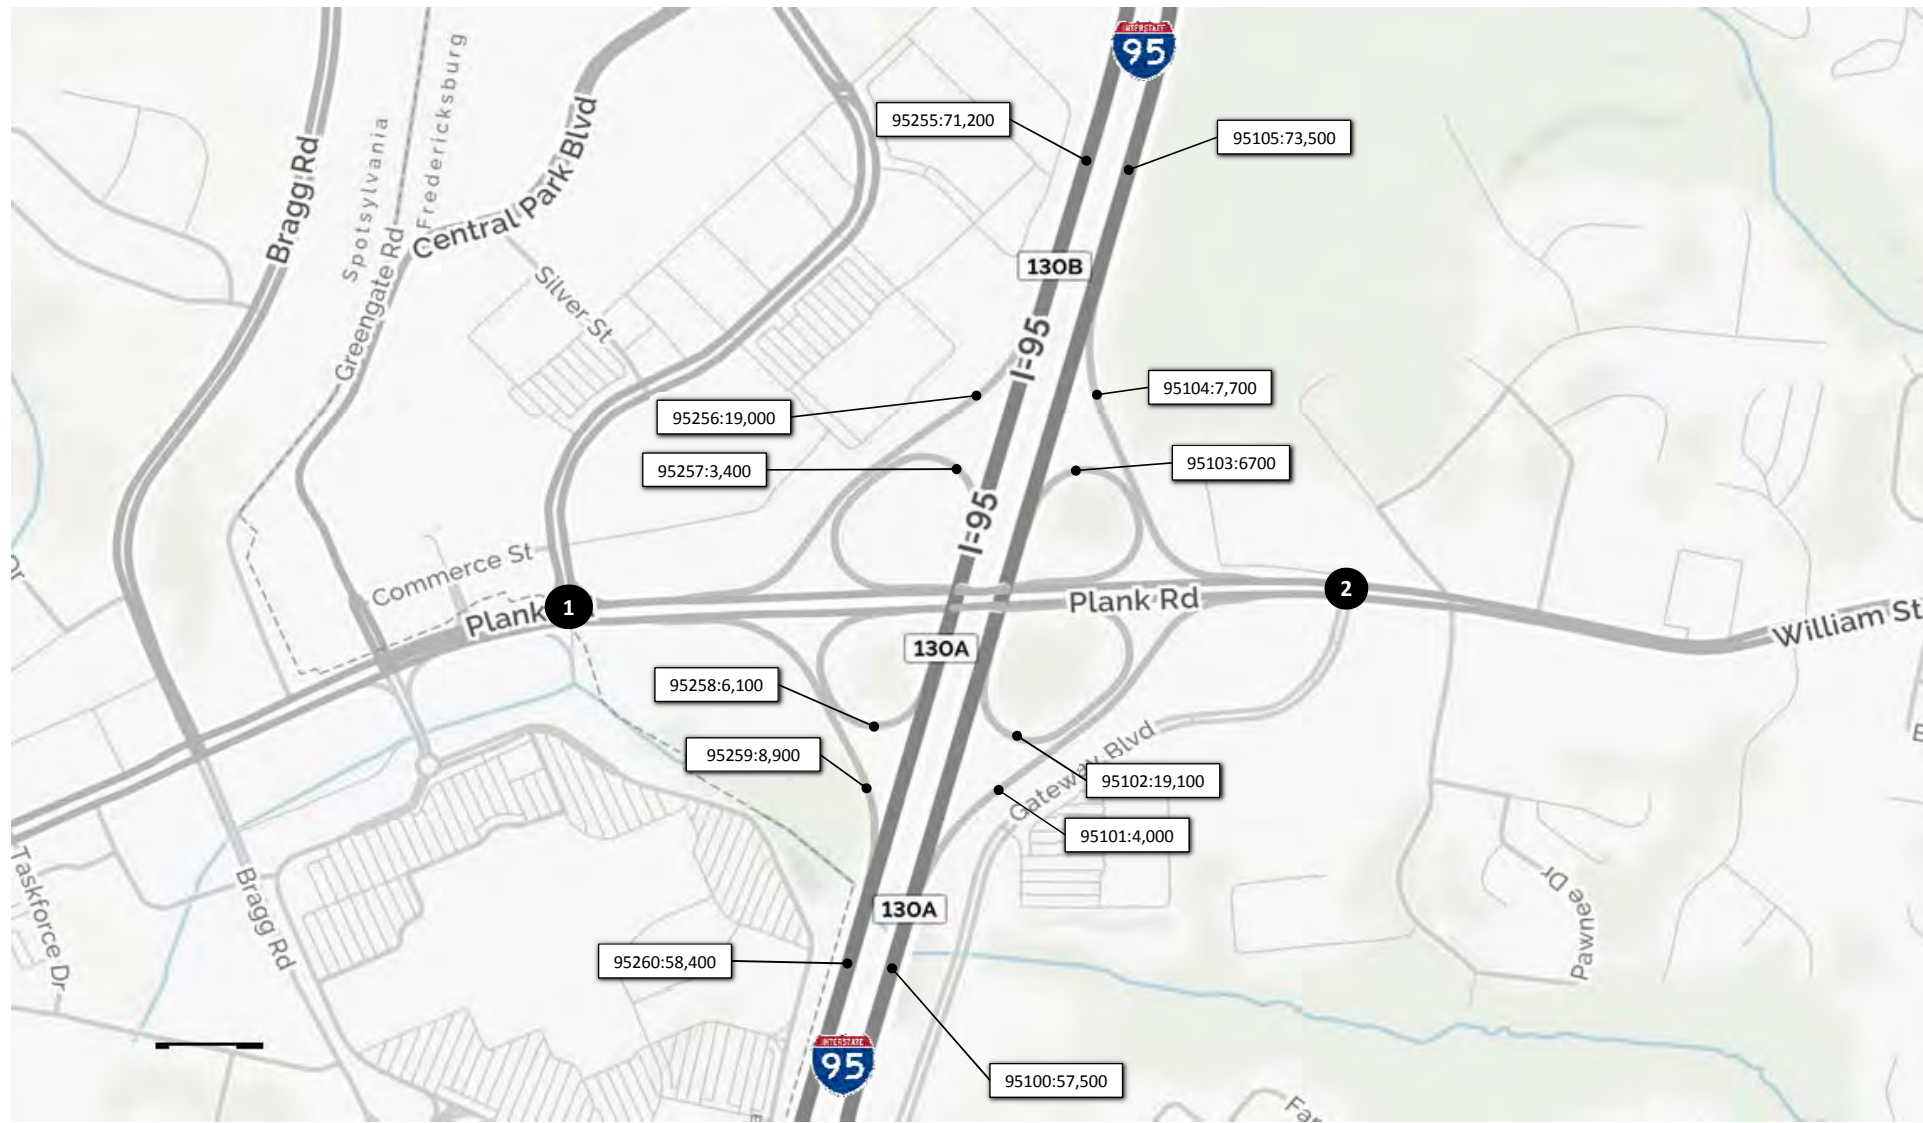 INTERSTATE
95
95255:71,200
95105:73,500
Bragg Rd
Spotsylvania
Fredericksburg
Central Park Blvd
Greengate Rd
Silver St
130B
I-95
95256:19,000
95104:7,700
95257:3,400
95103:6700
I-95
Commerce St
Dr
Plank
1
Plank Rd
2
William St
130A
95258:6,100
95259:8,900
Gateway Blvd
95102:19,100
95101:4,000
Taskforce Dr
Bragg Rd
130A
Pawnee Dr
95260:58,400
INTERSTATE
95
95100:57,500